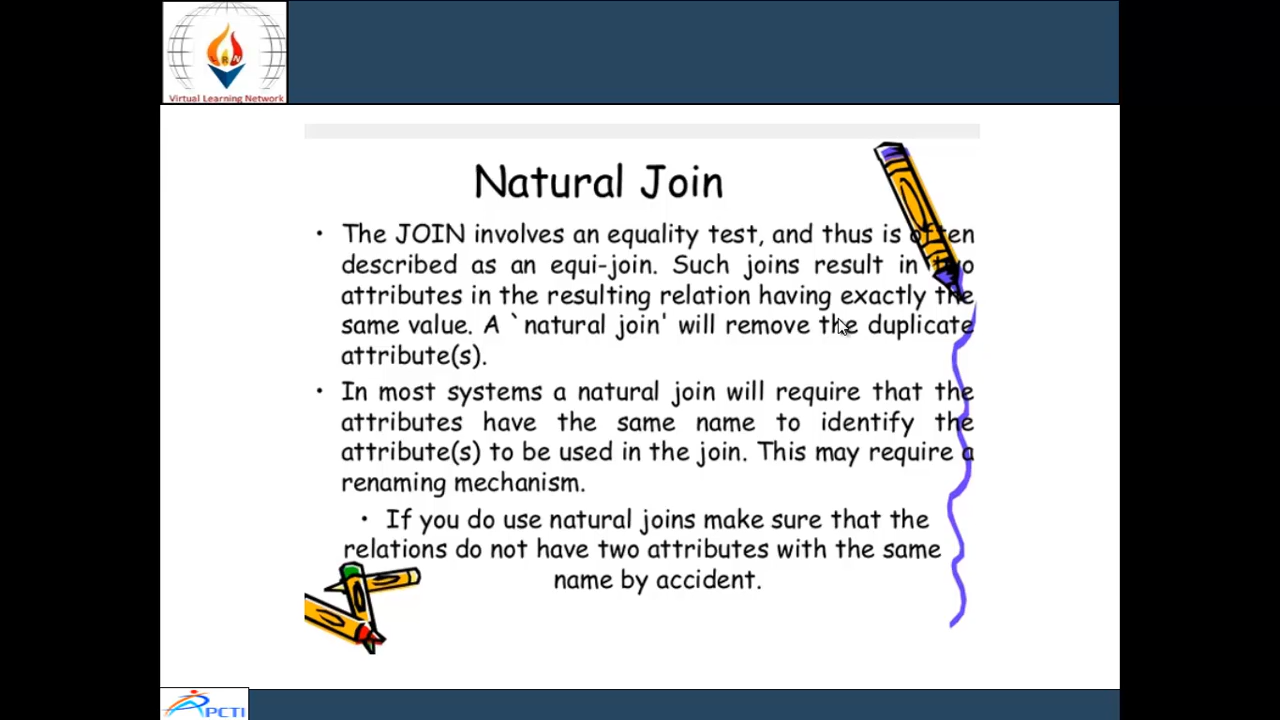 VLRN
Virtual Learning Network
Natural Join
• The JOIN involves an equality test, and thus is often
described as an equi-join. Such joins result in two
attributes in the resulting relation having exactly the
same value. A `natural join' will remove the duplicate
attribute(s).
• In most systems a natural join will require that the
attributes have the same name to identify the
attribute(s) to be used in the join. This may require a
renaming mechanism.
• If you do use natural joins make sure that the
relations do not have two attributes with the same
name by accident.
PCTI